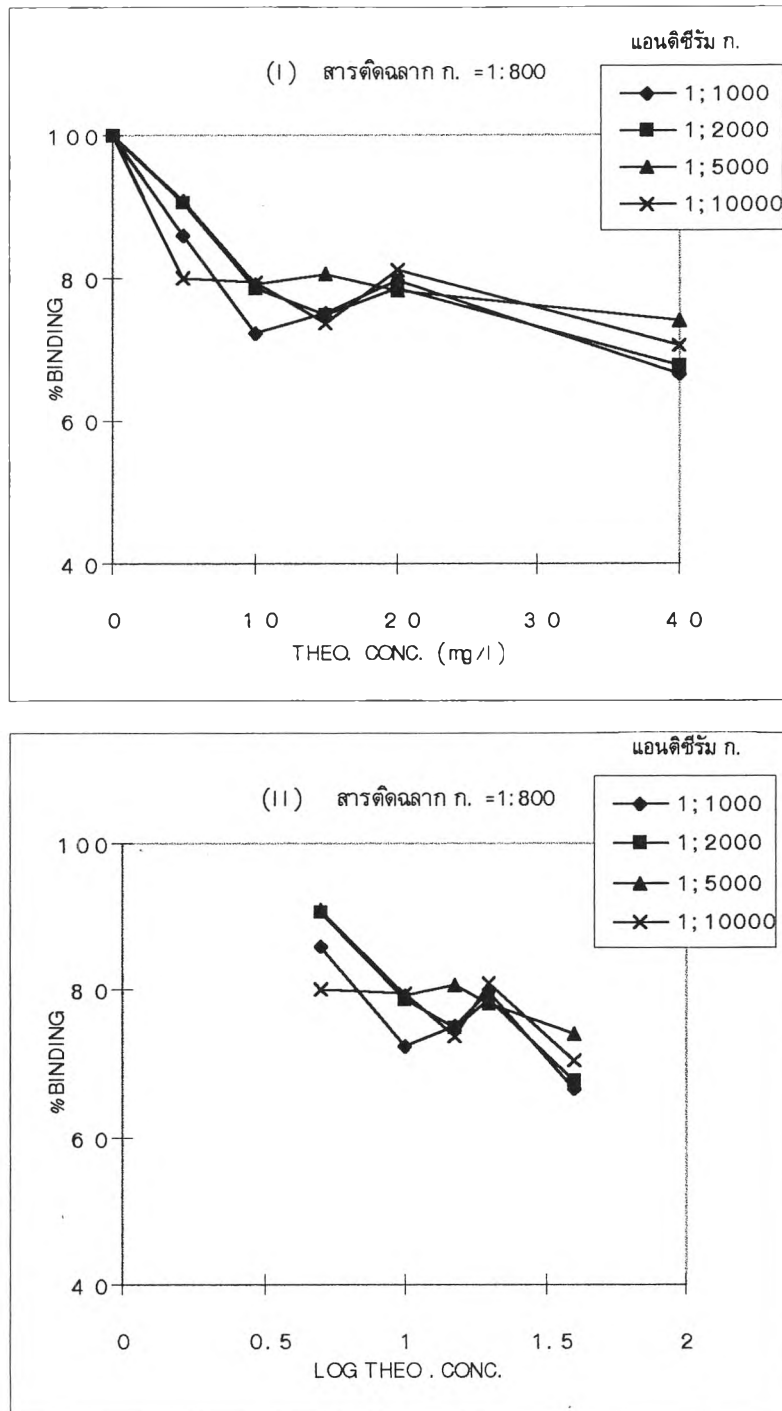 แอนติซีรัม ก.
(I) สารติดฉลาก ก. =1:800
1;1000
1;2000
1;5000
1;10000
100
80
60
40
%BINDING
0 10 20 30 40
THEO. CONC. (mg/l)
แอนติซีรัม ก.
(II) สารติดฉลาก ก. =1:800
1;1000
1;2000
1;5000
1;10000
100
80
60
40
%BINDING
0 0.5 1 1.5 2
LOG THEO. CONC.